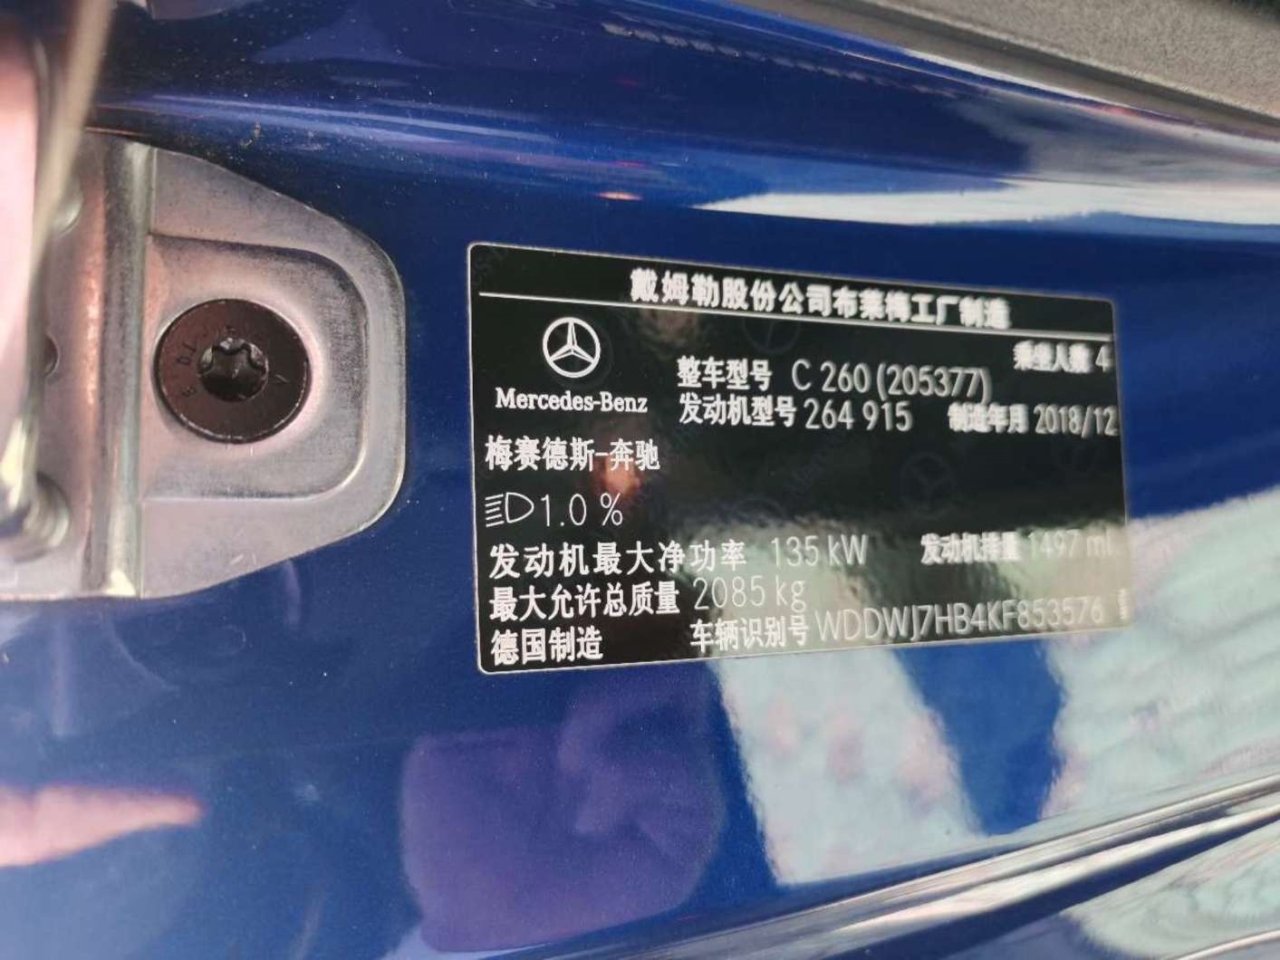 戴姆勒股份公司布莱梅工厂制造
乘坐人数 4
Mercedes-Benz
整车型号 C 260 (205377)
发动机型号 264 915 制造年月 2018/12
梅赛德斯-奔驰
1.0 %
发动机最大净功率 135 kW 发动机排量 1497 ml
最大允许总质量 2085 kg
德国制造 车辆识别号 WDDWJ7HB4KF853576